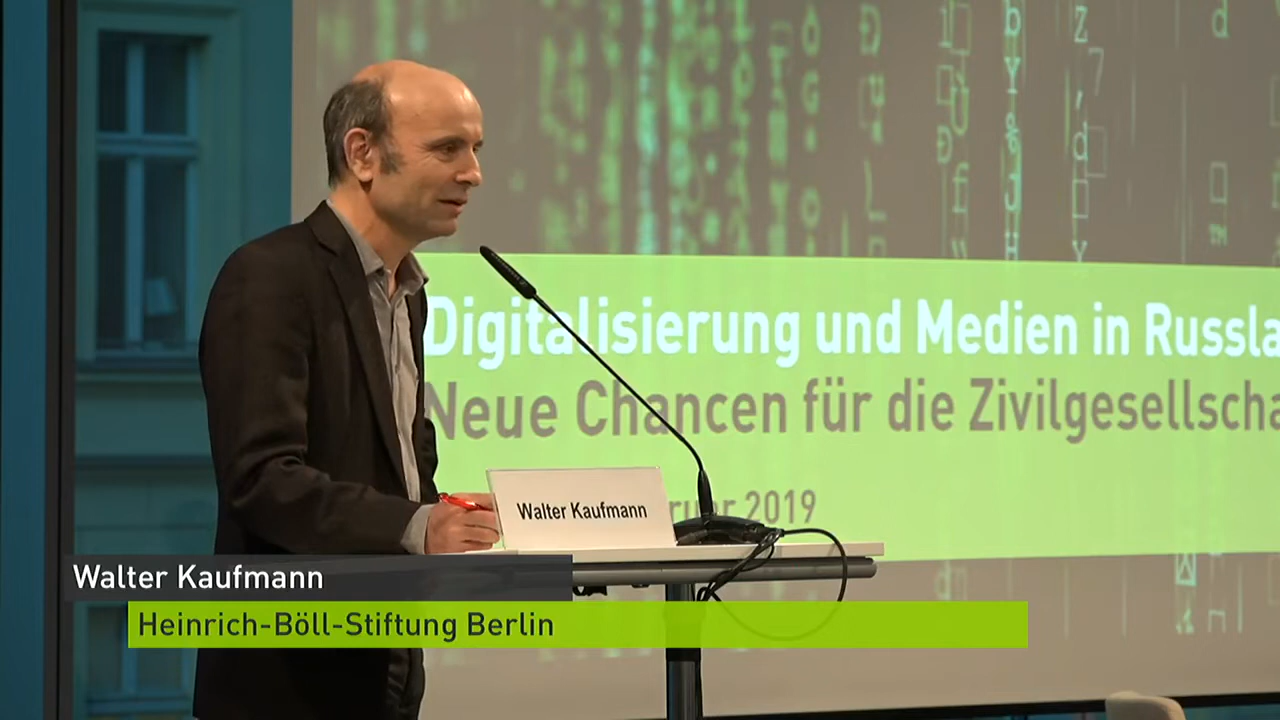 Digitalisierung und Medien in Russla
Neue Chancen für die Zivilgesellscha
2019
Walter Kaufmann
Walter Kaufmann
Heinrich-Böll-Stiftung Berlin